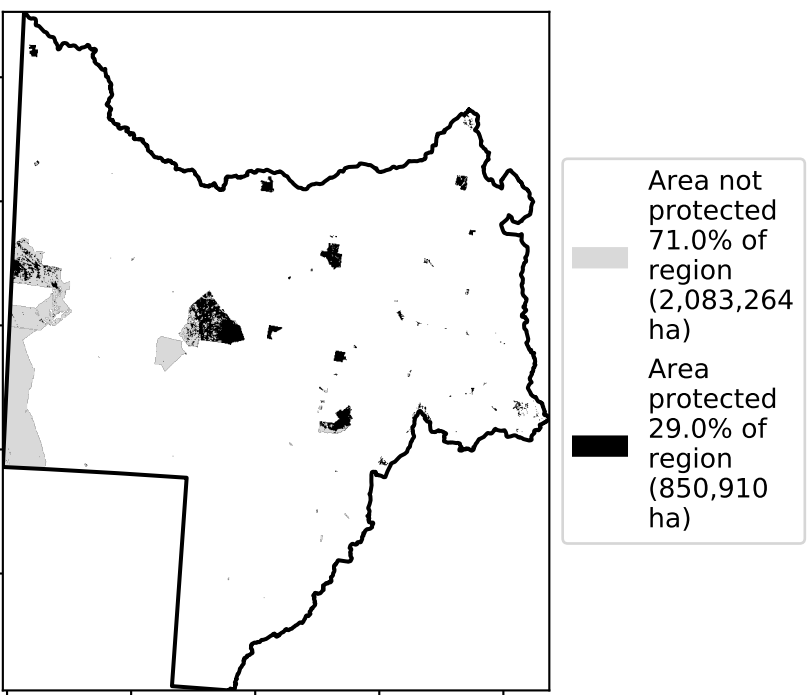 Area not
protected
71.0% of
region
(2,083,264
ha)
Area
protected
29.0% of
region
(850,910
ha)